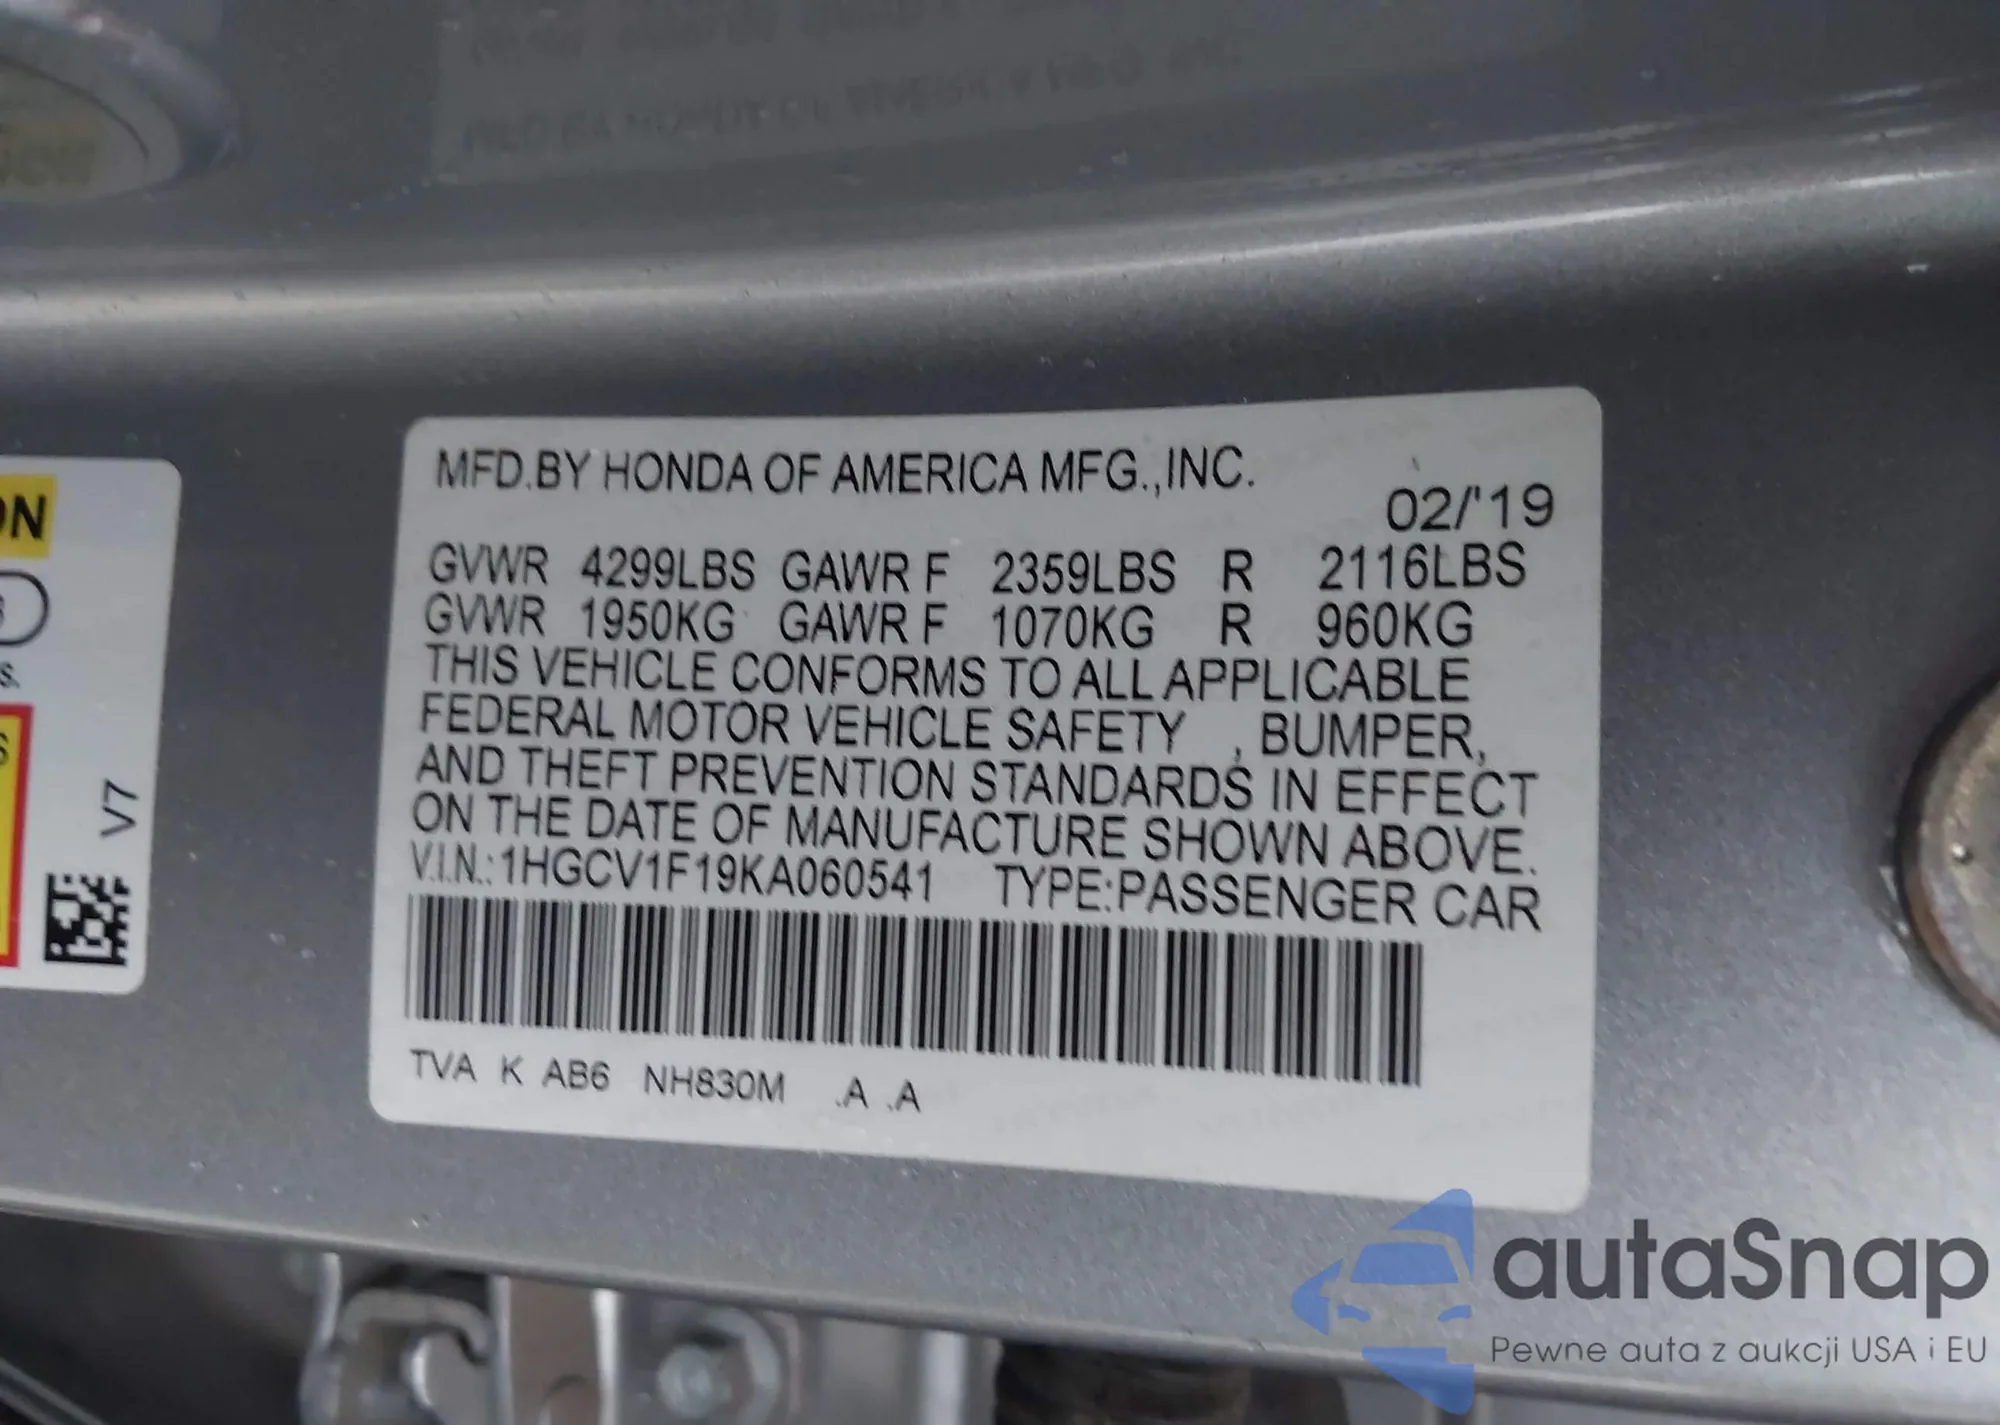 MFD.BY HONDA OF AMERICA MFG.,INC.
02/'19
GVWR 4299LBS GAWR F 2359LBS R 2116LBS
GVWR 1950KG GAWR F 1070KG R 960KG
THIS VEHICLE CONFORMS TO ALL APPLICABLE
FEDERAL MOTOR VEHICLE SAFETY , BUMPER,
AND THEFT PREVENTION STANDARDS IN EFFECT
ON THE DATE OF MANUFACTURE SHOWN ABOVE.
V.I.N.:1HGCV1F19KA060541 TYPE:PASSENGER CAR
TVA K AB6 NH830M .A .A
V7
autaSnap
Pewne auta z aukcji USA i EU